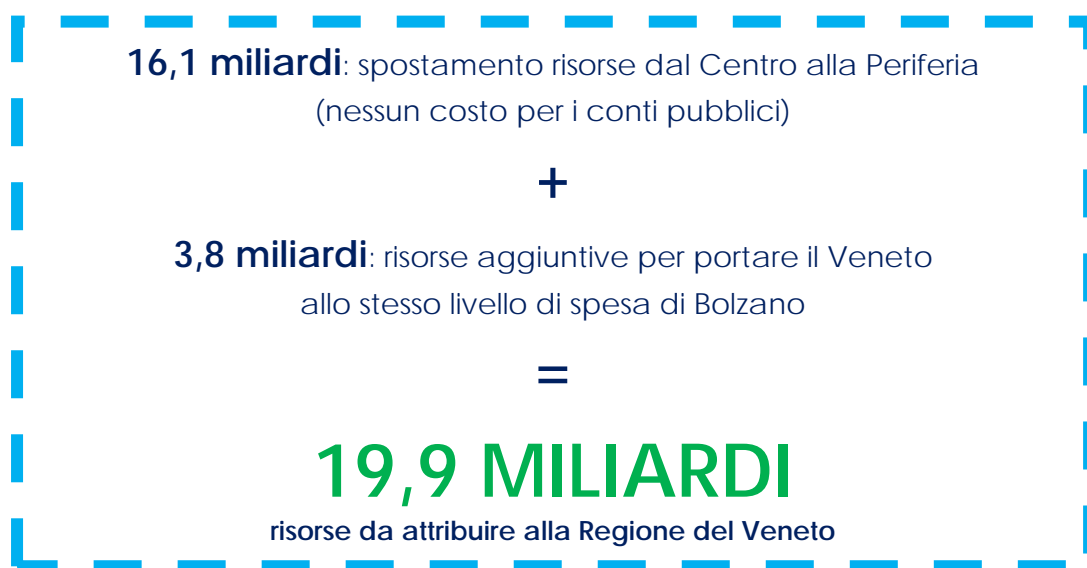 16,1 miliardi: spostamento risorse dal Centro alla Periferia
(nessun costo per i conti pubblici)
+
3,8 miliardi: risorse aggiuntive per portare il Veneto
allo stesso livello di spesa di Bolzano
=
19,9 MILIARDI
risorse da attribuire alla Regione del Veneto